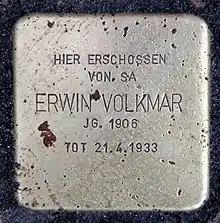 HIER ERSCHOSSEN
VON SA
ERWIN VOLKMAR
JG. 1906
TOT 21.4.1933